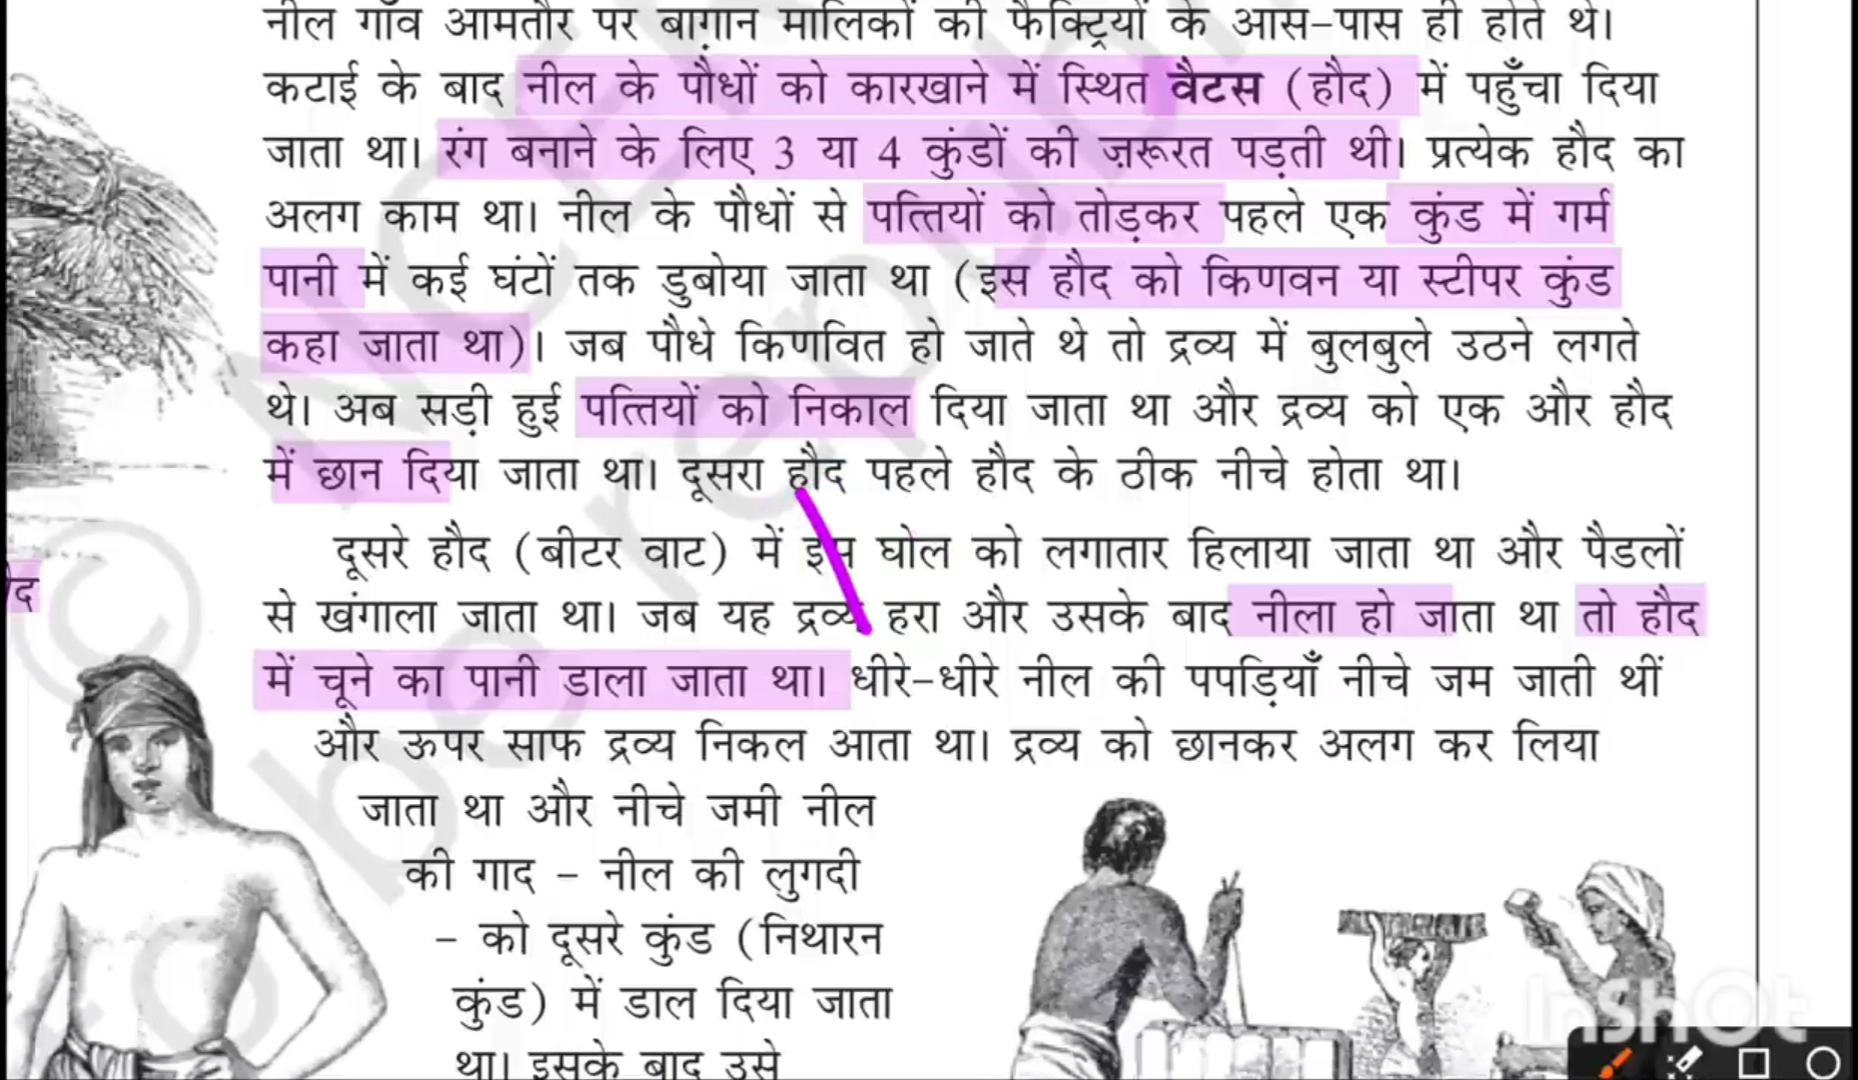 नील गाँव आमतौर पर बाग़ान मालिकों की फैक्ट्रियों के आस-पास ही होते थे।
कटाई के बाद नील के पौधों को कारखाने में स्थित वैटस (हौद) में पहुँचा दिया
जाता था। रंग बनाने के लिए 3 या 4 कुंडों की ज़रूरत पड़ती थी। प्रत्येक हौद का
अलग काम था। नील के पौधों से पत्तियों को तोड़कर पहले एक कुंड में गर्म
पानी में कई घंटों तक डुबोया जाता था (इस हौद को किणवन या स्टीपर कुंड
कहा जाता था)। जब पौधे किणवित हो जाते थे तो द्रव्य में बुलबुले उठने लगते
थे। अब सड़ी हुई पत्तियों को निकाल दिया जाता था और द्रव्य को एक और हौद
में छान दिया जाता था। दूसरा हौद पहले हौद के ठीक नीचे होता था।
दूसरे हौद (बीटर वाट) में इस घोल को लगातार हिलाया जाता था और पैडलों
से खंगाला जाता था। जब यह द्रव्य हरा और उसके बाद नीला हो जाता था तो हौद
में चूने का पानी डाला जाता था। धीरे-धीरे नील की पपड़ियाँ नीचे जम जाती थीं
और ऊपर साफ द्रव्य निकल आता था। द्रव्य को छानकर अलग कर लिया
जाता था और नीचे जमी नील
की गाद - नील की लुगदी
- को दूसरे कुंड (निथारन
कुंड) में डाल दिया जाता
था। इसके बाद उसे
InShOt